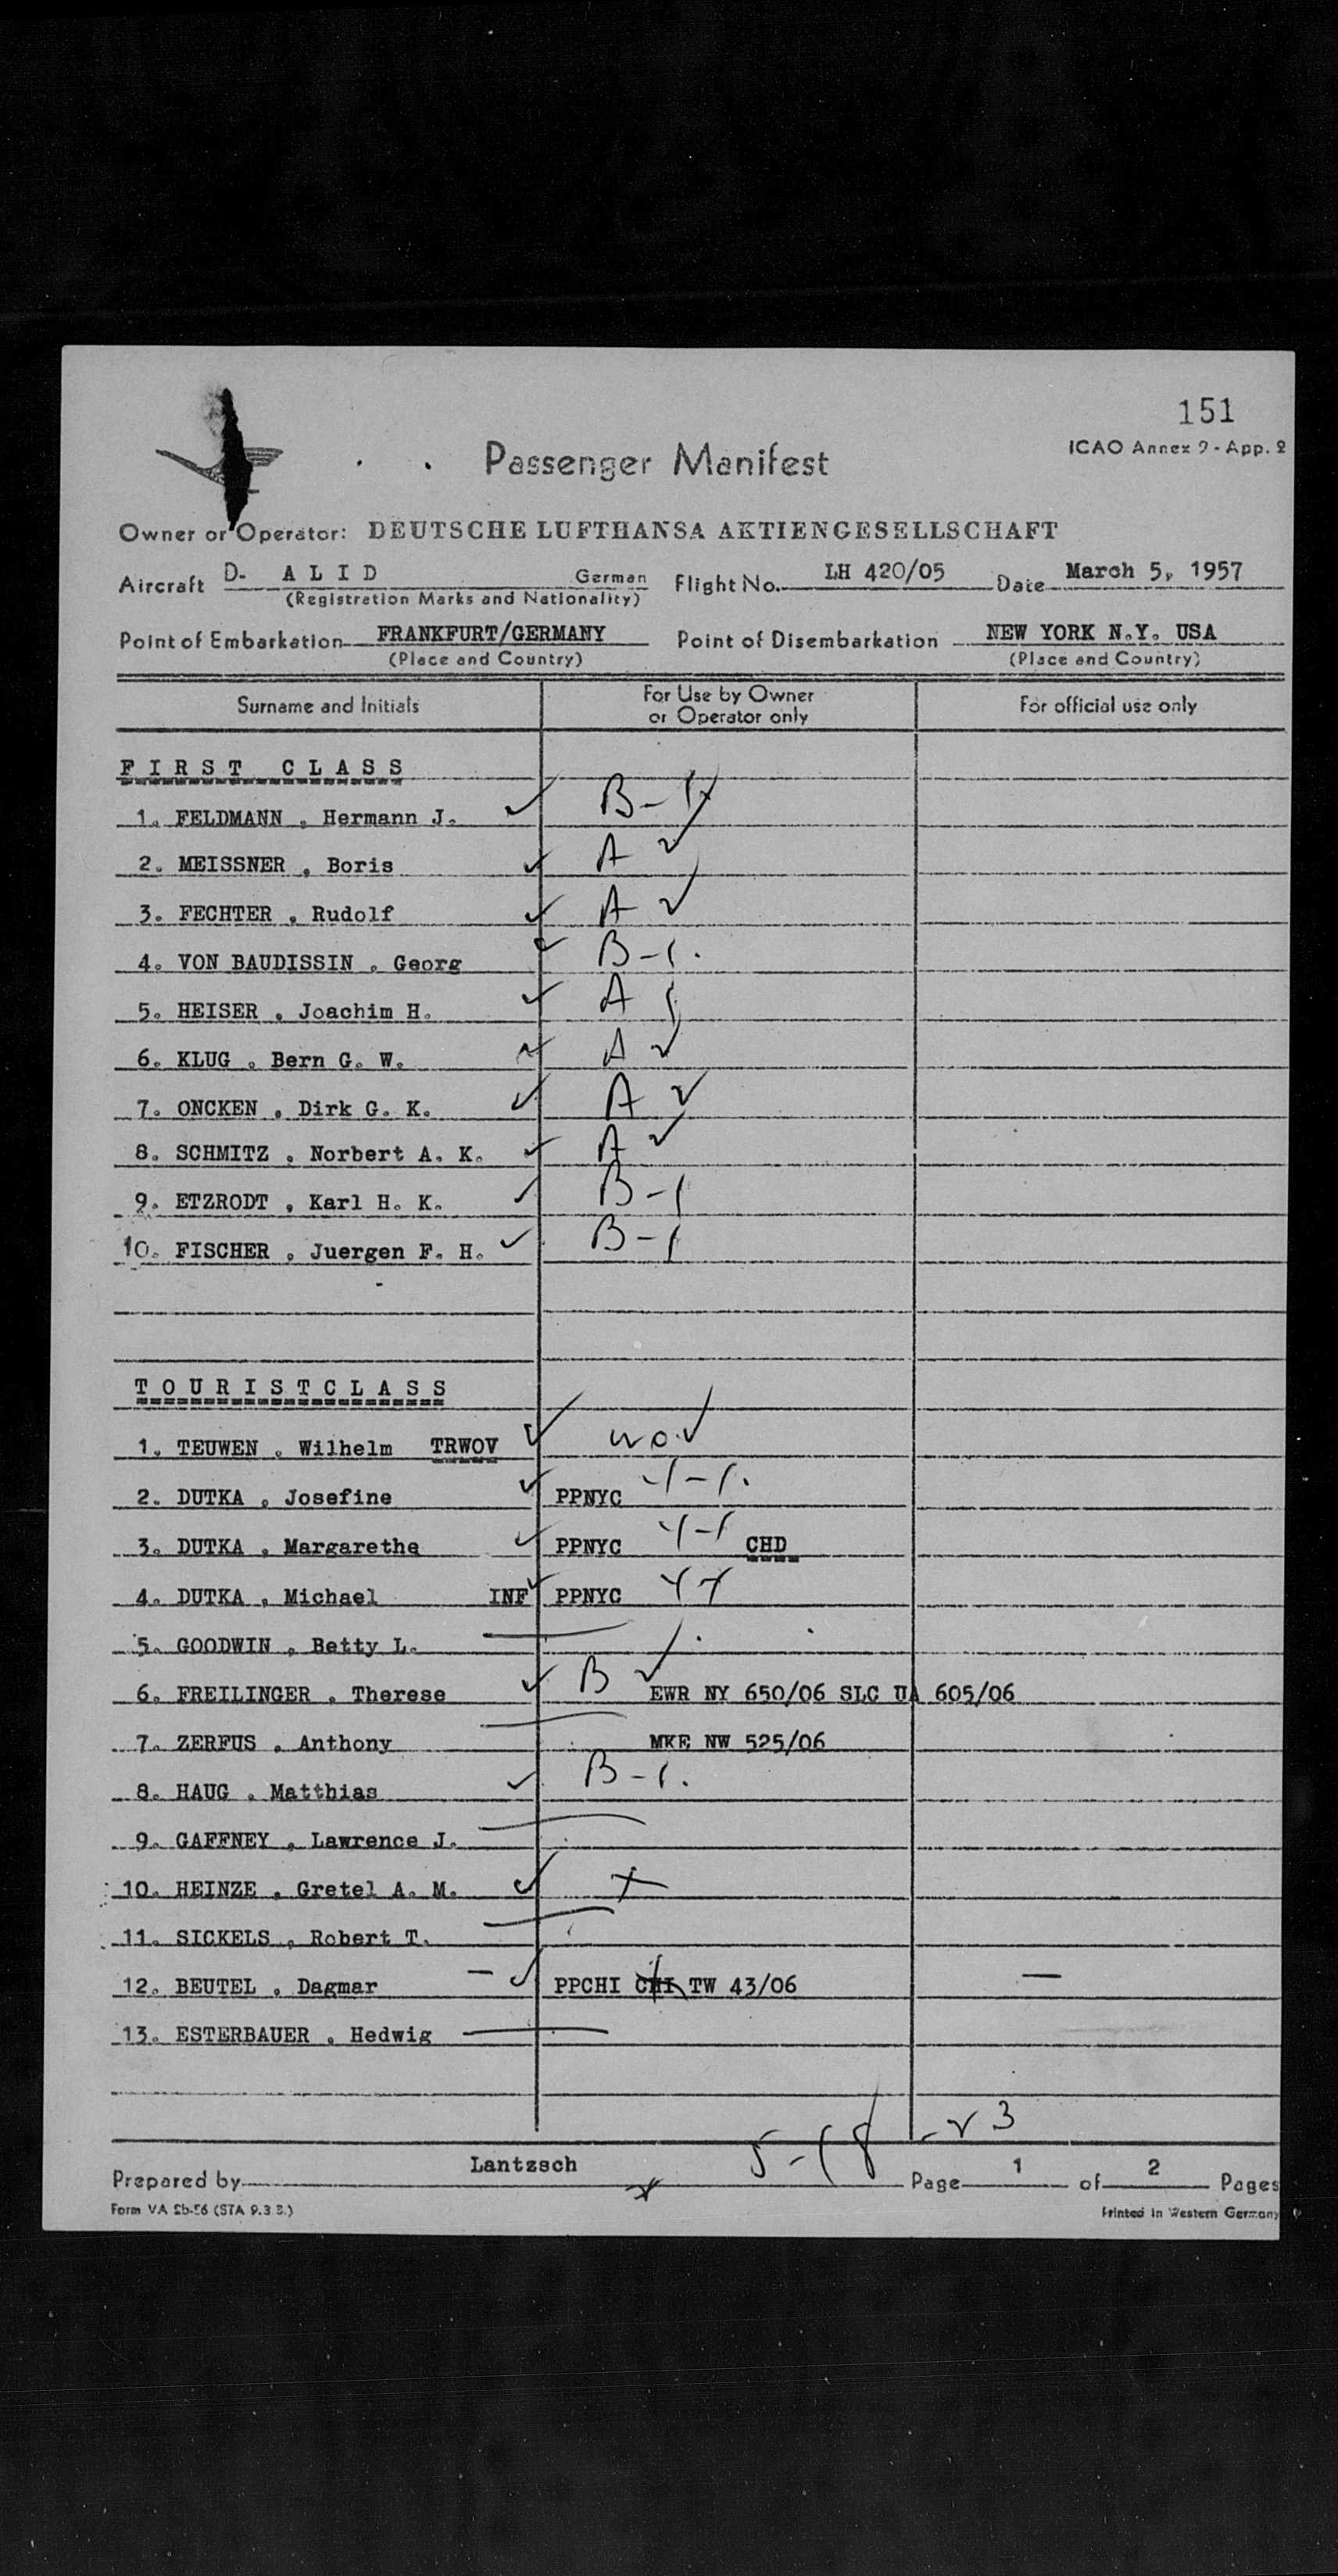 151
ICAO Annex 9 - App. 2
Passenger Manifest
Owner or Operator: DEUTSCHE LUFTHANSA AKTIENGESELLSCHAFT
Aircraft D- A L I D German Flight No. LH 420/05 Date March 5, 1957
(Registration Marks and Nationality)
Point of Embarkation FRANKFURT/GERMANY Point of Disembarkation NEW YORK N.Y. USA
(Place and Country) (Place and Country)
Surname and Initials For Use by Owner or Operator only For official use only
F I R S T C L A S S
1. FELDMANN , Hermann J. ✓ B-1
2. MEISSNER , Boris ✓ A ✓
3. FECHTER , Rudolf ✓ A ✓
4. VON BAUDISSIN , Georg ✓ B-1.
5. HEISER , Joachim H. ✓ A
6. KLUG , Bern G. W. A ✓
7. ONCKEN , Dirk G. K. ✓ A ✓
8. SCHMITZ , Norbert A. K. ✓ A ✓
9. ETZRODT , Karl H. K. ✓ B-1
10. FISCHER , Juergen F. H. ✓ B-1
T O U R I S T C L A S S
1. TEUWEN , Wilhelm TRWOV ✓ wov
2. DUTKA , Josefine ✓ PPNYC
3. DUTKA , Margarethe ✓ PPNYC CHD
4. DUTKA , Michael INF ✓ PPNYC
5. GOODWIN , Betty L.
6. FREILINGER , Therese ✓ B ✓ EWR NY 650/06 SLC UA 605/06
7. ZERFUS , Anthony MKE NW 525/06
8. HAUG , Matthias ✓ B-1.
9. GAFFNEY , Lawrence J.
10. HEINZE , Gretel A. M. ✓
11. SICKELS , Robert T.
12. BEUTEL , Dagmar - ✓ PPCHI CHI TW 43/06 —
13. ESTERBAUER , Hedwig
5-18
Prepared by Lantzsch Page 1 of 2 Pages
Form VA 2b-56 (STA 9.3 B.) Printed in Western Germany